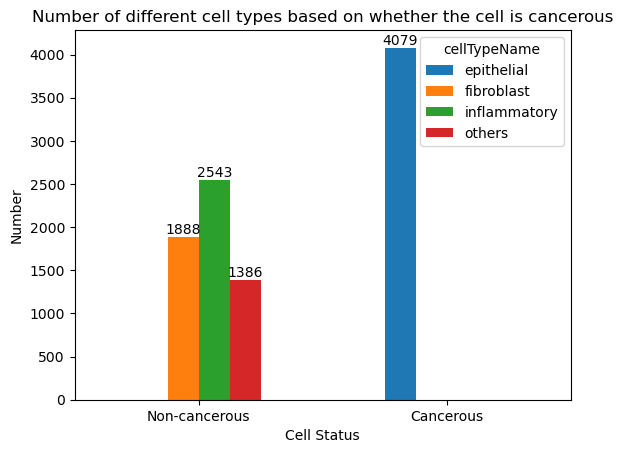 Number of different cell types based on whether the cell is cancerous
Number
4000
3500
3000
2500
2000
1500
1000
500
0
1888
2543
1386
4079
cellTypeName
epithelial
fibroblast
inflammatory
others
Non-cancerous
Cancerous
Cell Status